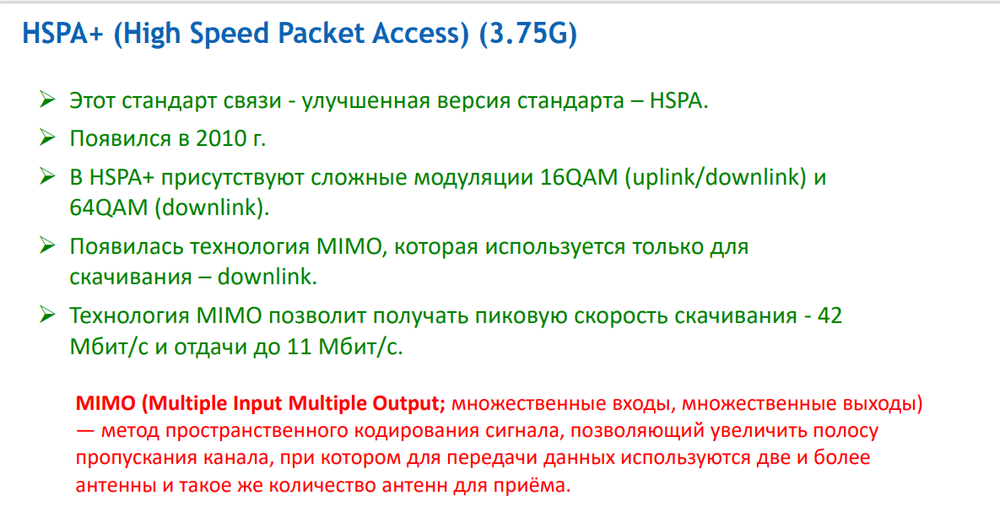 HSPA+ (High Speed Packet Access) (3.75G)
Этот стандарт связи - улучшенная версия стандарта – HSPA.
Появился в 2010 г.
В HSPA+ присутствуют сложные модуляции 16QAM (uplink/downlink) и
64QAM (downlink).
Появилась технология MIMO, которая используется только для
скачивания – downlink.
Технология MIMO позволит получать пиковую скорость скачивания - 42
Мбит/с и отдачи до 11 Мбит/с.
MIMO (Multiple Input Multiple Output; множественные входы, множественные выходы)
— метод пространственного кодирования сигнала, позволяющий увеличить полосу
пропускания канала, при котором для передачи данных используются две и более
антенны и такое же количество антенн для приёма.